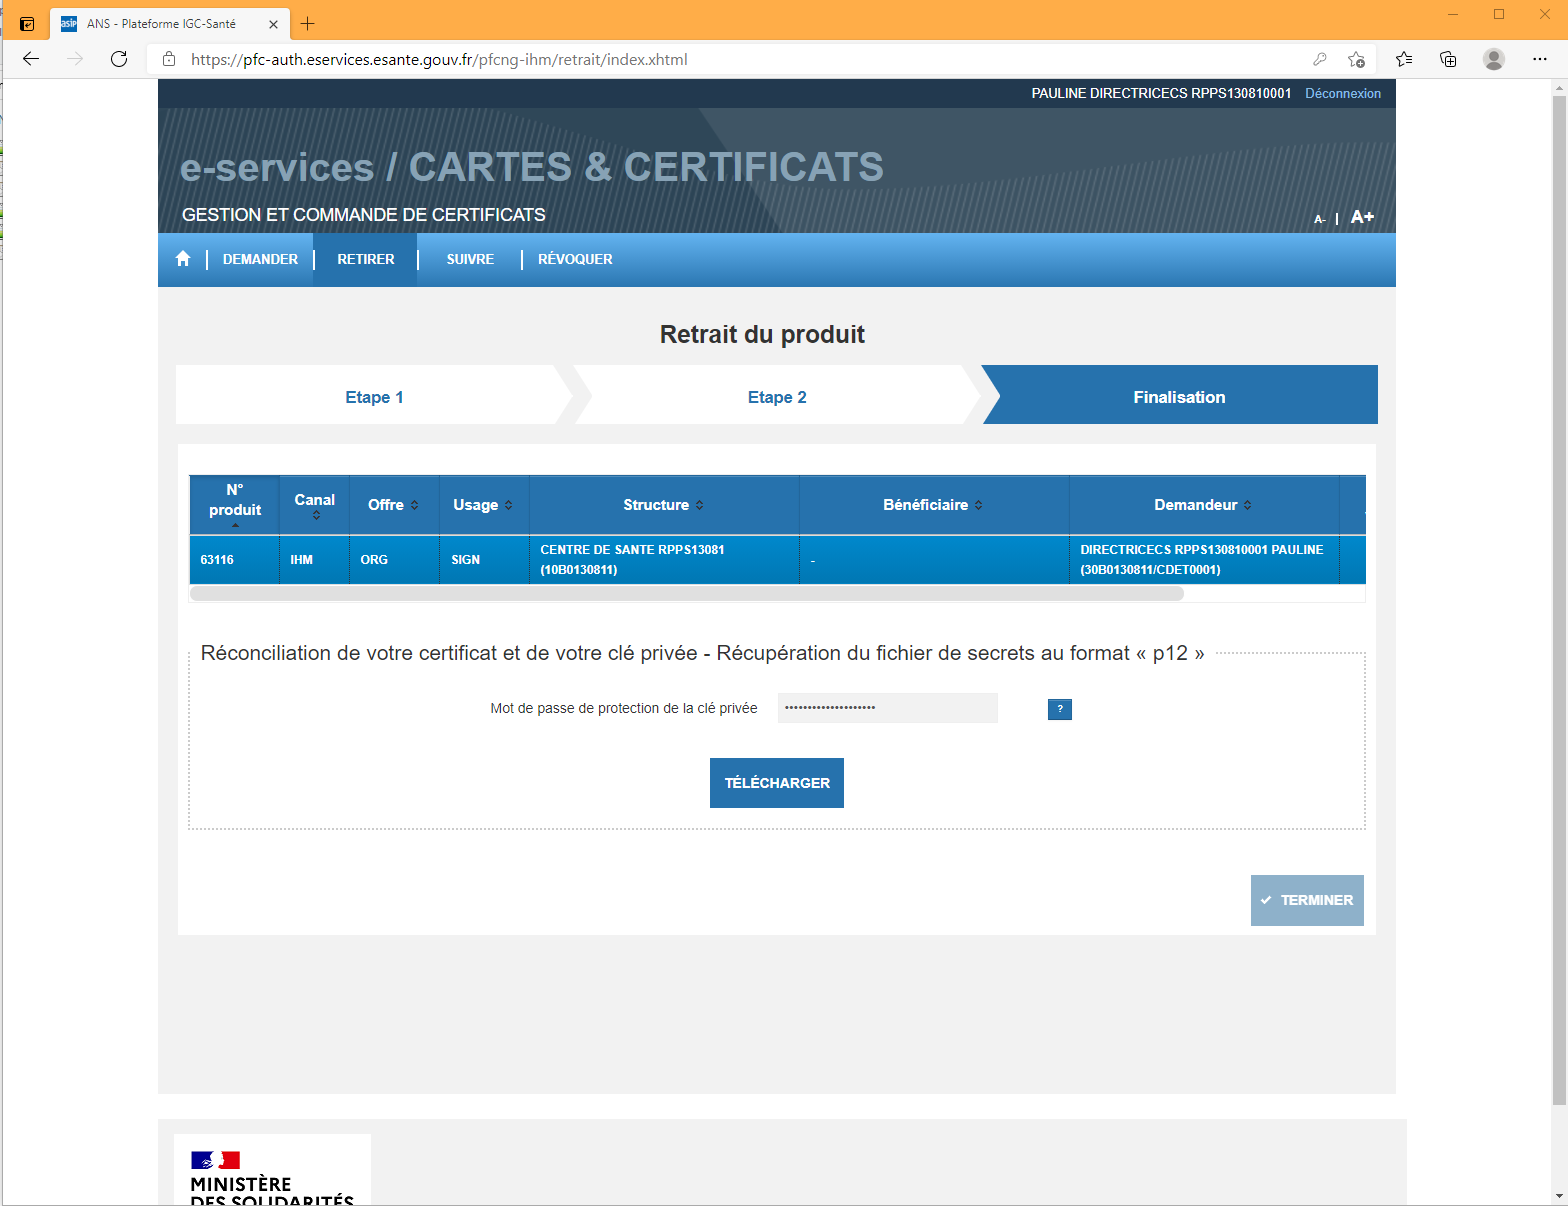 asip ANS - Plateforme IGC-Santé
https://pfc-auth.eservices.esante.gouv.fr/pfcng-ihm/retrait/index.xhtml
PAULINE DIRECTRICECS RPPS130810001 Déconnexion
e-services / CARTES & CERTIFICATS
GESTION ET COMMANDE DE CERTIFICATS
A- | A+
DEMANDER RETIRER SUIVRE RÉVOQUER
Retrait du produit
Etape 1 Etape 2 Finalisation
N° produit Canal Offre Usage Structure Bénéficiaire Demandeur
63116 IHM ORG SIGN CENTRE DE SANTE RPPS13081 (10B0130811) - DIRECTRICECS RPPS130810001 PAULINE (30B0130811/CDET0001)
Réconciliation de votre certificat et de votre clé privée - Récupération du fichier de secrets au format « p12 »
Mot de passe de protection de la clé privée ••••••••••••••••••• ?
TÉLÉCHARGER
TERMINER
MINISTÈRE
DES SOLIDARITÉS